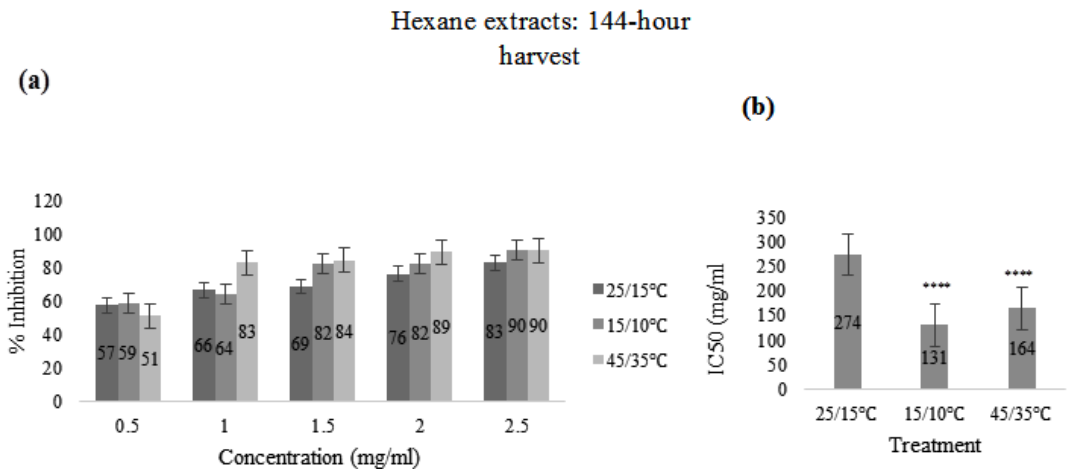 Hexane extracts: 144-hour
harvest
(a)
120
100
80
60
40
20
0
% Inhibition
57 59 51
66 64 83
69 82 84
76 82 89
83 90 90
0.5 1 1.5 2 2.5
Concentration (mg/ml)
25/15℃
15/10℃
45/35℃
(b)
350
300
250
200
150
100
50
0
IC50 (mg/ml
274 131 164
**** ****
25/15℃ 15/10℃ 45/35℃
Treatment